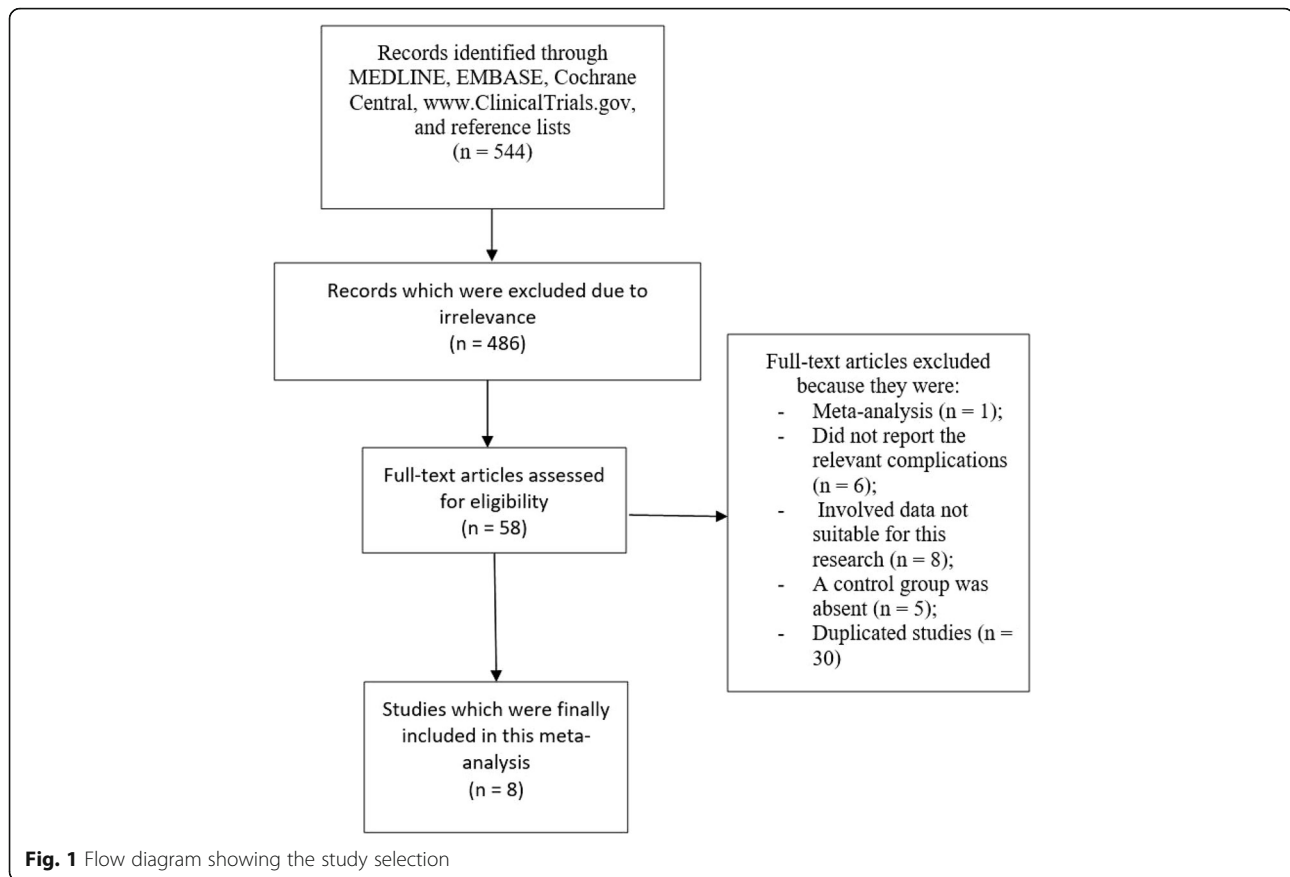 Records identified through
MEDLINE, EMBASE, Cochrane
Central, www.ClinicalTrials.gov,
and reference lists
(n = 544)
Records which were excluded due to
irrelevance
(n = 486)
Full-text articles assessed
for eligibility
(n = 58)
Full-text articles excluded
because they were:
- Meta-analysis (n = 1);
- Did not report the
relevant complications
(n = 6);
- Involved data not
suitable for this
research (n = 8);
- A control group was
absent (n = 5);
- Duplicated studies (n =
30)
Studies which were finally
included in this meta-
analysis
(n = 8)
Fig. 1 Flow diagram showing the study selection